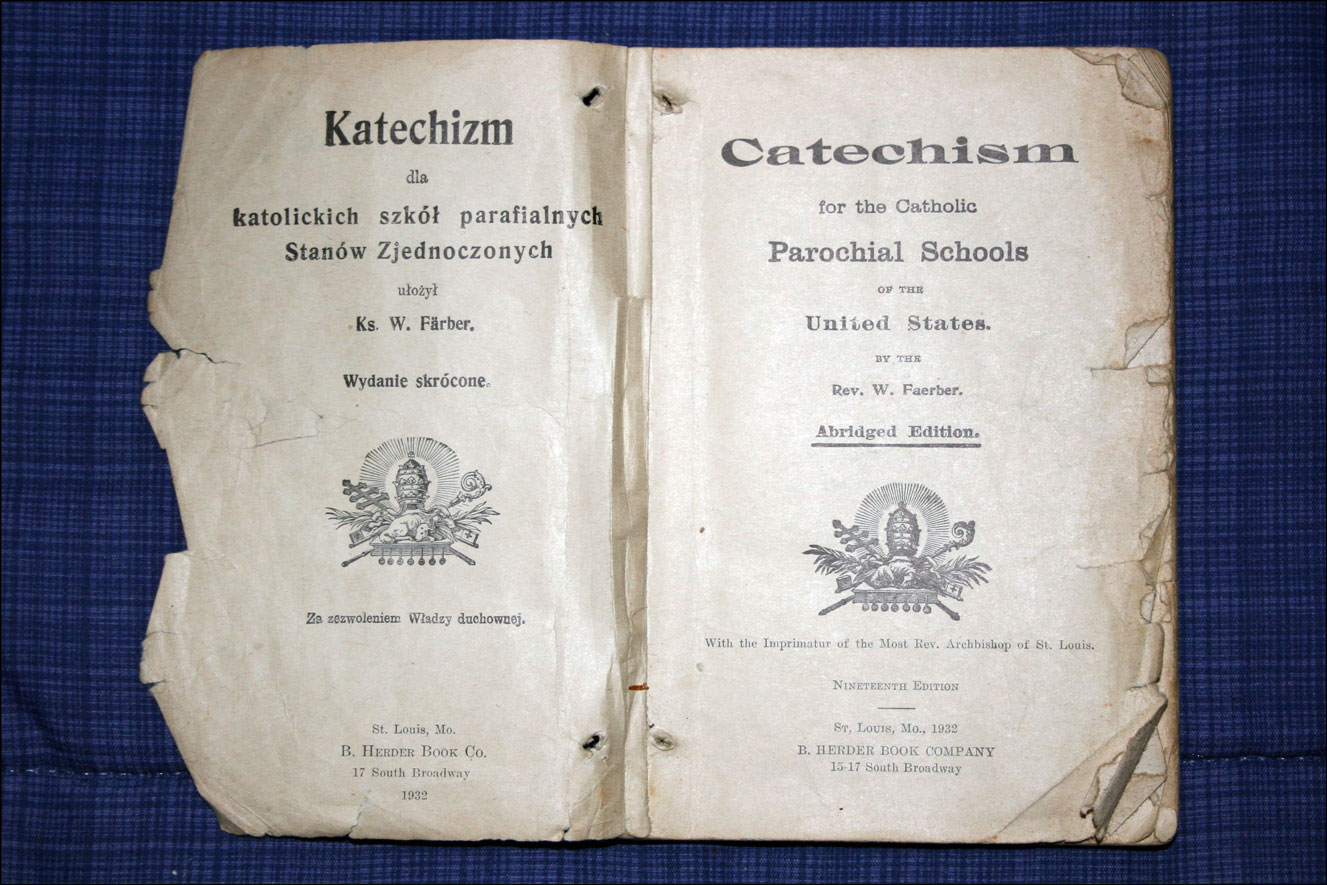 Katechizm
dla
katolickich szkół parafialnych
Stanów Zjednoczonych
ułożył
Ks. W. Färber.
Wydanie skrócone.
Za zezwoleniem Władzy duchownej.
St. Louis, Mo.
B. Herder Book Co.
17 South Broadway
1932
Catechism
for the Catholic
Parochial Schools
OF THE
United States.
BY THE
Rev. W. Faerber.
Abridged Edition.
With the Imprimatur of the Most Rev. Archbishop of St. Louis.
Nineteenth Edition
St, Louis, Mo., 1932
B. HERDER BOOK COMPANY
15-17 South Broadway